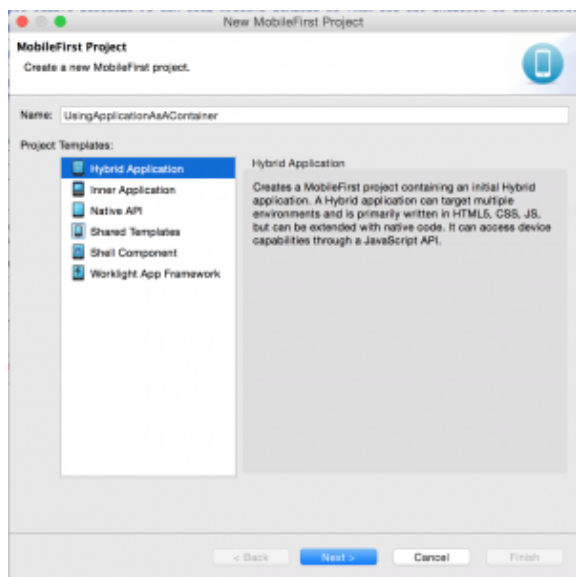 New MobileFirst Project
MobileFirst Project
Create a new MobileFirst project.
Name: UsingApplicationAsAContainer
Project Templates:
Hybrid Application
Inner Application
Native API
Shared Templates
Shell Component
Worklight App Framework
Hybrid Application
Creates a MobileFirst project containing an initial Hybrid
application. A Hybrid application can target multiple
environments and is primarily written in HTML5, CSS, JS,
but can be extended with native code. It can access device
capabilities through a JavaScript API.
< Back Next > Cancel Finish